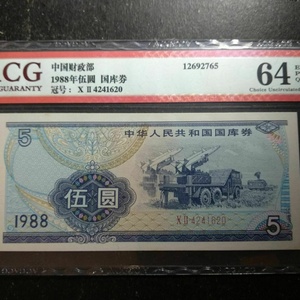 ACG
GUARANTY
中国财政部
1988年伍圆 国库券
冠号: X Ⅱ 4241620
12692765
64
Choice Uncirculated
5
中华人民共和国国库券
伍圆
1988
XⅡ4241620
5